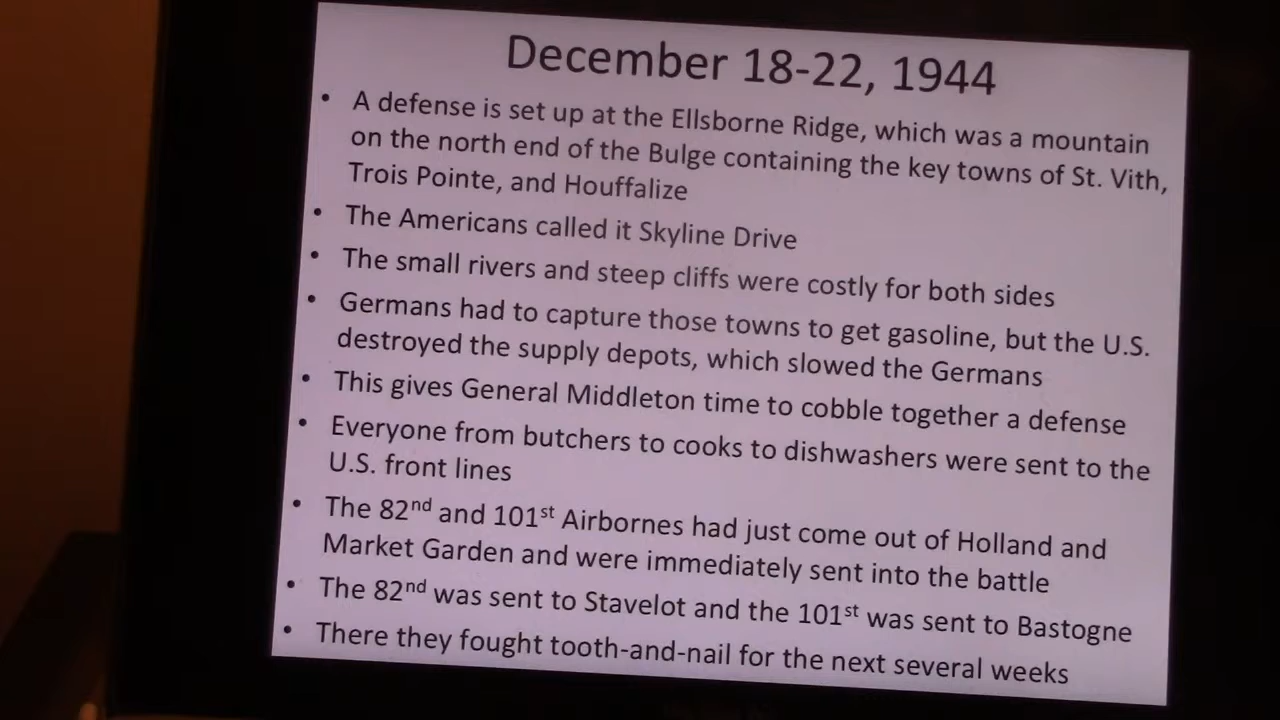 December 18-22, 1944
• A defense is set up at the Ellsborne Ridge, which was a mountain
on the north end of the Bulge containing the key towns of St. Vith,
Trois Pointe, and Houffalize
• The Americans called it Skyline Drive
• The small rivers and steep cliffs were costly for both sides
• Germans had to capture those towns to get gasoline, but the U.S.
destroyed the supply depots, which slowed the Germans
• This gives General Middleton time to cobble together a defense
• Everyone from butchers to cooks to dishwashers were sent to the
U.S. front lines
• The 82nd and 101st Airbornes had just come out of Holland and
Market Garden and were immediately sent into the battle
• The 82nd was sent to Stavelot and the 101st was sent to Bastogne
• There they fought tooth-and-nail for the next several weeks